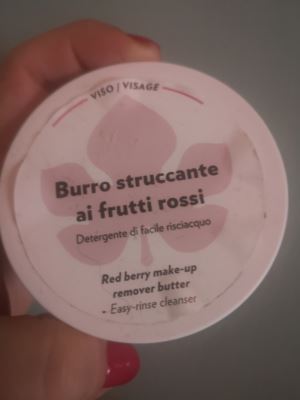 VISO / VISAGE
Burro struccante
ai frutti rossi
Detergente di facile risciacquo
Red berry make-up
remover butter
- Easy-rinse cleanser